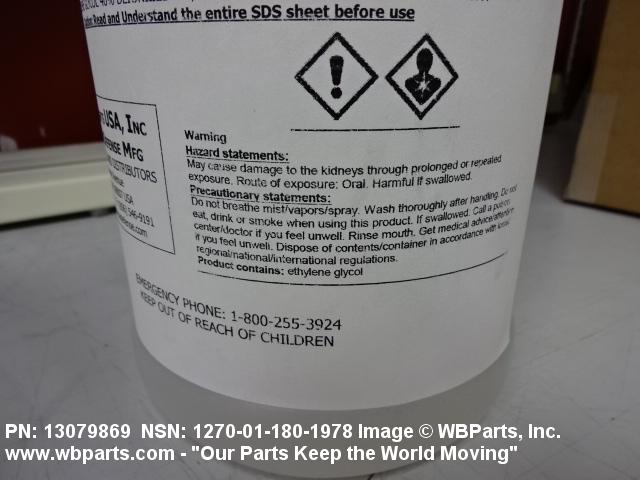 Read and Understand the entire SDS sheet before use
USA, INC
MFG
DISTRIBUTORS
USA
Warning
Hazard statements:
May cause damage to the kidneys through prolonged or repeated
exposure. Route of exposure: Oral. Harmful if swallowed.
Precautionary statements:
Do not breathe mist/vapors/spray. Wash thoroughly after handling. Do not
eat, drink or smoke when using this product. If swallowed: Call a poison
center/doctor if you feel unwell. Rinse mouth. Get medical advice/attention
if you feel unwell. Dispose of contents/container in accordance with local/
regional/national/international regulations.
Product contains: ethylene glycol
EMERGENCY PHONE: 1-800-255-3924
KEEP OUT OF REACH OF CHILDREN
PN: 13079869 NSN: 1270-01-180-1978 Image © WBParts, Inc.
www.wbparts.com - "Our Parts Keep the World Moving"